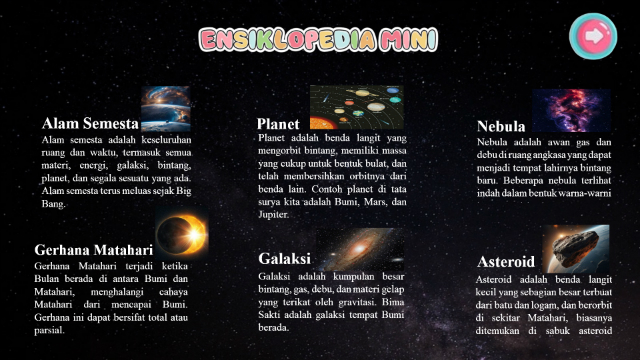 ENSIKLOPEDIA MINI
Alam Semesta
Alam semesta adalah keseluruhan
ruang dan waktu, termasuk semua
materi, energi, galaksi, bintang,
planet, dan segala sesuatu yang ada.
Alam semesta terus meluas sejak Big
Bang.
Planet
Planet adalah benda langit yang
mengorbit bintang, memiliki massa
yang cukup untuk bentuk bulat, dan
telah membersihkan orbitnya dari
benda lain. Contoh planet di tata
surya kita adalah Bumi, Mars, dan
Jupiter.
Nebula
Nebula adalah awan gas dan
debu di ruang angkasa yang dapat
menjadi tempat lahirnya bintang
baru. Beberapa nebula terlihat
indah dalam bentuk warna-warni
Gerhana Matahari
Gerhana Matahari terjadi ketika
Bulan berada di antara Bumi dan
Matahari, menghalangi cahaya
Matahari dari mencapai Bumi.
Gerhana ini dapat bersifat total atau
parsial.
Galaksi
Galaksi adalah kumpulan besar
bintang, gas, debu, dan materi gelap
yang terikat oleh gravitasi. Bima
Sakti adalah galaksi tempat Bumi
berada.
Asteroid
Asteroid adalah benda langit
kecil yang sebagian besar terbuat
dari batu dan logam, dan berorbit
di sekitar Matahari, biasanya
ditemukan di sabuk asteroid